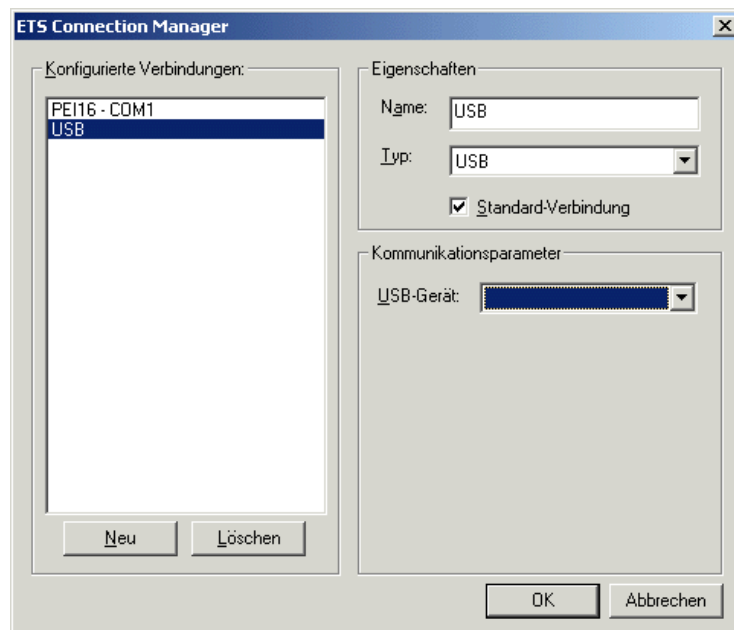 ETS Connection Manager
Konfigurierte Verbindungen:
PEI16 - COM1
USB
Neu
Löschen
Eigenschaften
Name:
USB
Typ:
USB
Standard-Verbindung
Kommunikationsparameter
USB-Gerät:
OK
Abbrechen